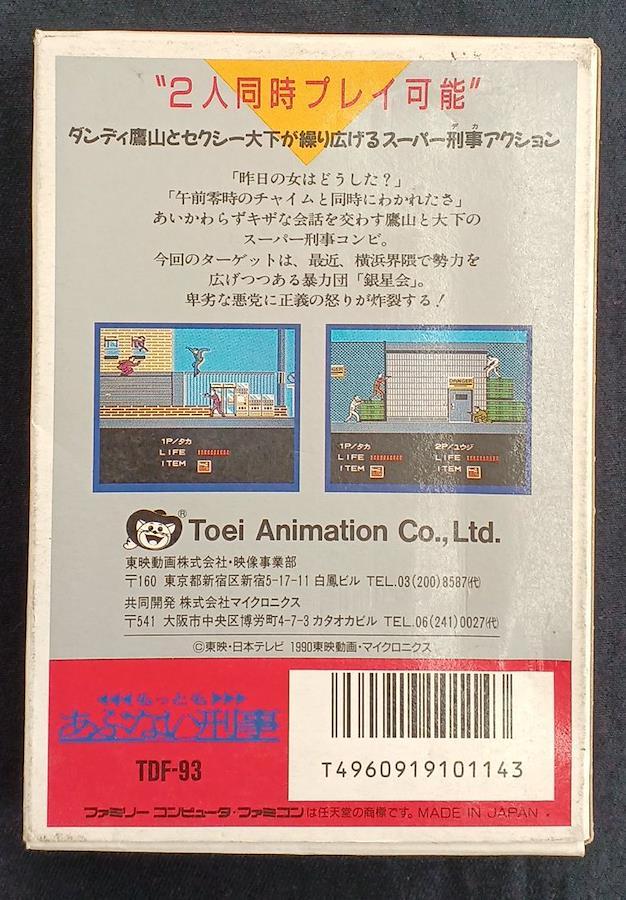 “2人同時プレイ可能”
ダンディ鷹山とセクシー大下が繰り広げるスーパー刑事アクション
デカ
「昨日の女はどうした?」
「午前零時のチャイムと同時にわかれたさ」
あいかわらずキザな会話を交わす鷹山と大下の
スーパー刑事コンビ。
今回のターゲットは、最近、横浜界隈で勢力を
広げつつある暴力団「銀星会」。
卑劣な悪党に正義の怒りが炸裂する!
DANGER
1P/タカ
LIFE
ITEM
1P/タカ 2P/ユウジ
LIFE LIFE
ITEM ITEM
® Toei Animation Co., Ltd.
東映動画株式会社・映像事業部
〒160 東京都新宿区新宿5-17-11 白鳳ビル TEL.03(200)8587㈹
共同開発 株式会社マイクロニクス
〒541 大阪市中央区博労町4-7-3 カタオカビル TEL.06(241)0027㈹
©東映・日本テレビ 1990東映動画・マイクロニクス
もっとも
あぶない刑事
TDF-93
T4960919101143
ファミリーコンピュータ・ファミコンは任天堂の商標です。MADE IN JAPAN